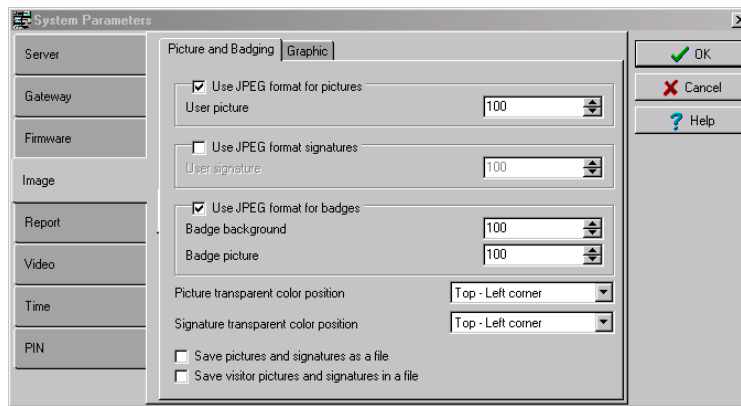 System Parameters
Server
Gateway
Firmware
Image
Report
Video
Time
PIN
Picture and Badging
Graphic
Use JPEG format for pictures
User picture 100
Use JPEG format signatures
User signature 100
Use JPEG format for badges
Badge background 100
Badge picture 100
Picture transparent color position Top - Left corner
Signature transparent color position Top - Left corner
Save pictures and signatures as a file
Save visitor pictures and signatures in a file
OK
Cancel
Help